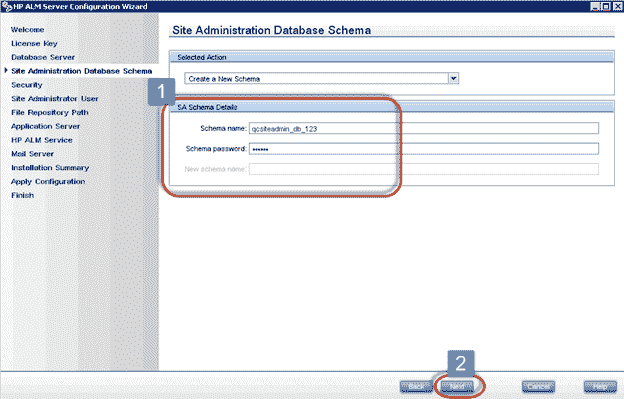 HP ALM Server Configuration Wizard
Welcome
License Key
Database Server
Site Administration Database Schema
Security
Site Administrator User
File Repository Path
Application Server
HP ALM Service
Mail Server
Installation Summary
Apply Configuration
Finish
Site Administration Database Schema
Selected Action
Create a New Schema
1
SA Schema Details
Schema name: qcsiteadmin_db_123
Schema password: ••••••
New schema name:
2
Back Next Cancel Help